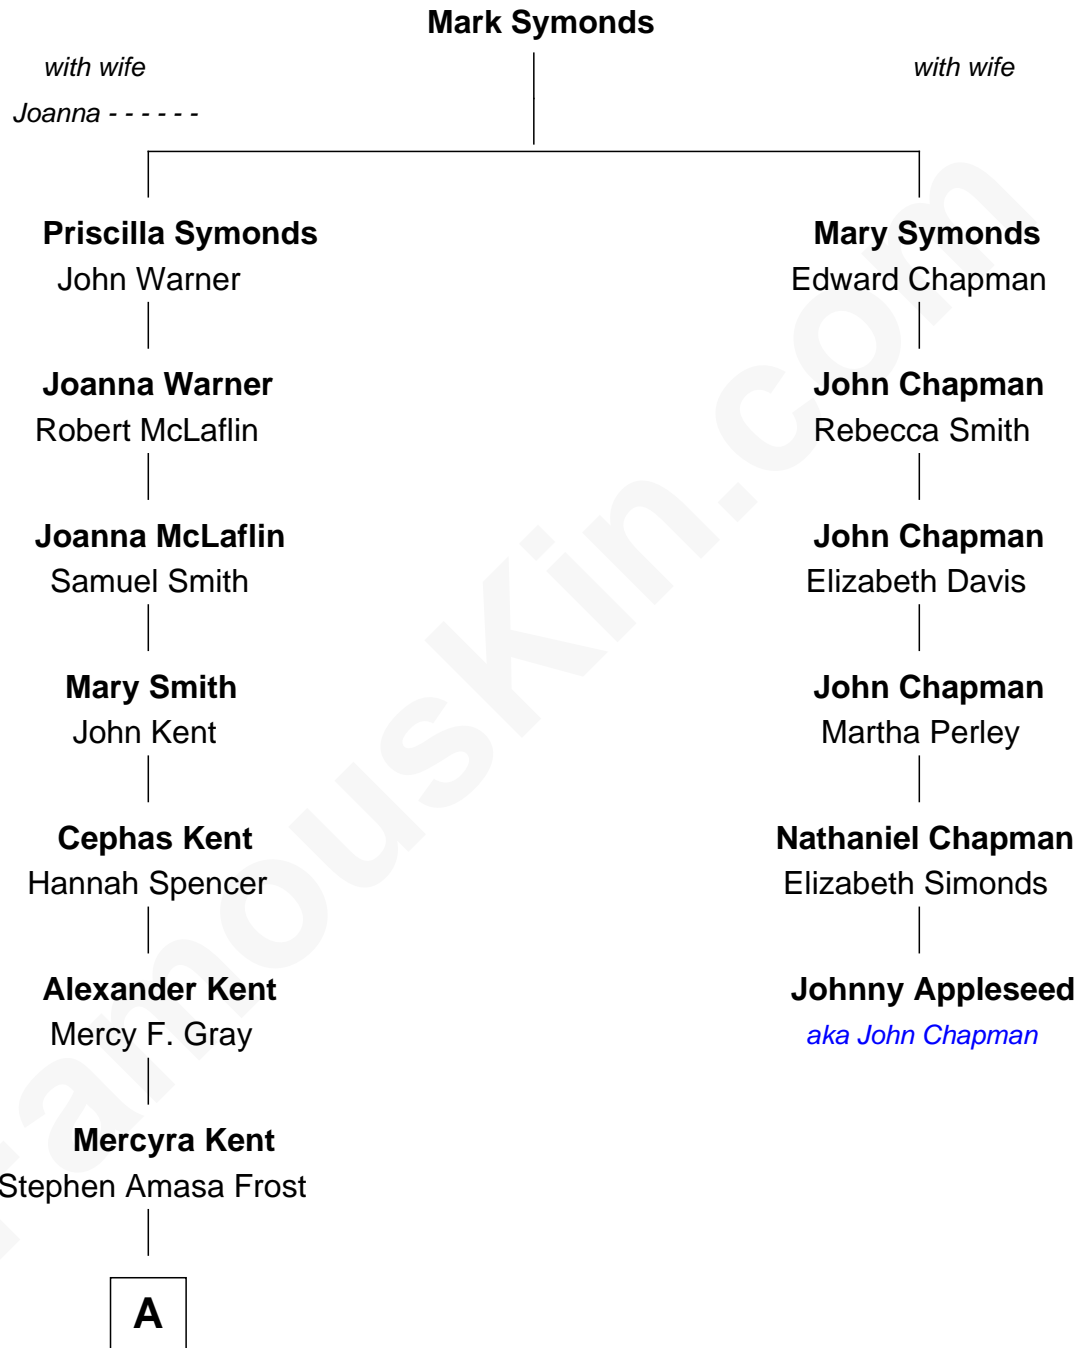 Mark Symonds
with wife
with wife
Joanna - - - - - -
Priscilla Symonds
Mary Symonds
John Warner
Edward Chapman
Joanna Warner
John Chapman
Robert McLaflin
Rebecca Smith
Joanna McLaflin
John Chapman
Samuel Smith
Elizabeth Davis
Mary Smith
John Chapman
John Kent
Martha Perley
Cephas Kent
Nathaniel Chapman
Hannah Spencer
Elizabeth Simonds
Alexander Kent
Johnny Appleseed
Mercy F. Gray
aka John Chapman
Mercyra Kent
Stephen Amasa Frost
A
FamousKin.com